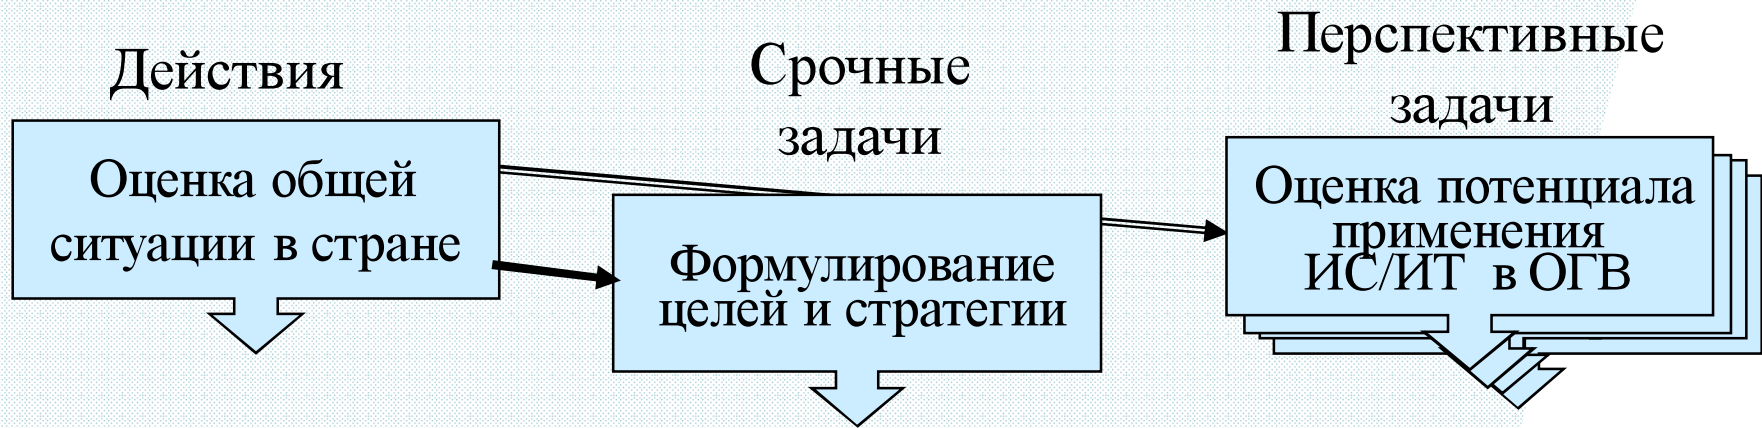 Действия
Оценка общей
ситуации в стране
Срочные
задачи
Формулирование
целей и стратегии
Перспективные
задачи
Оценка потенциала
применения
ИС/ИТ в ОГВ